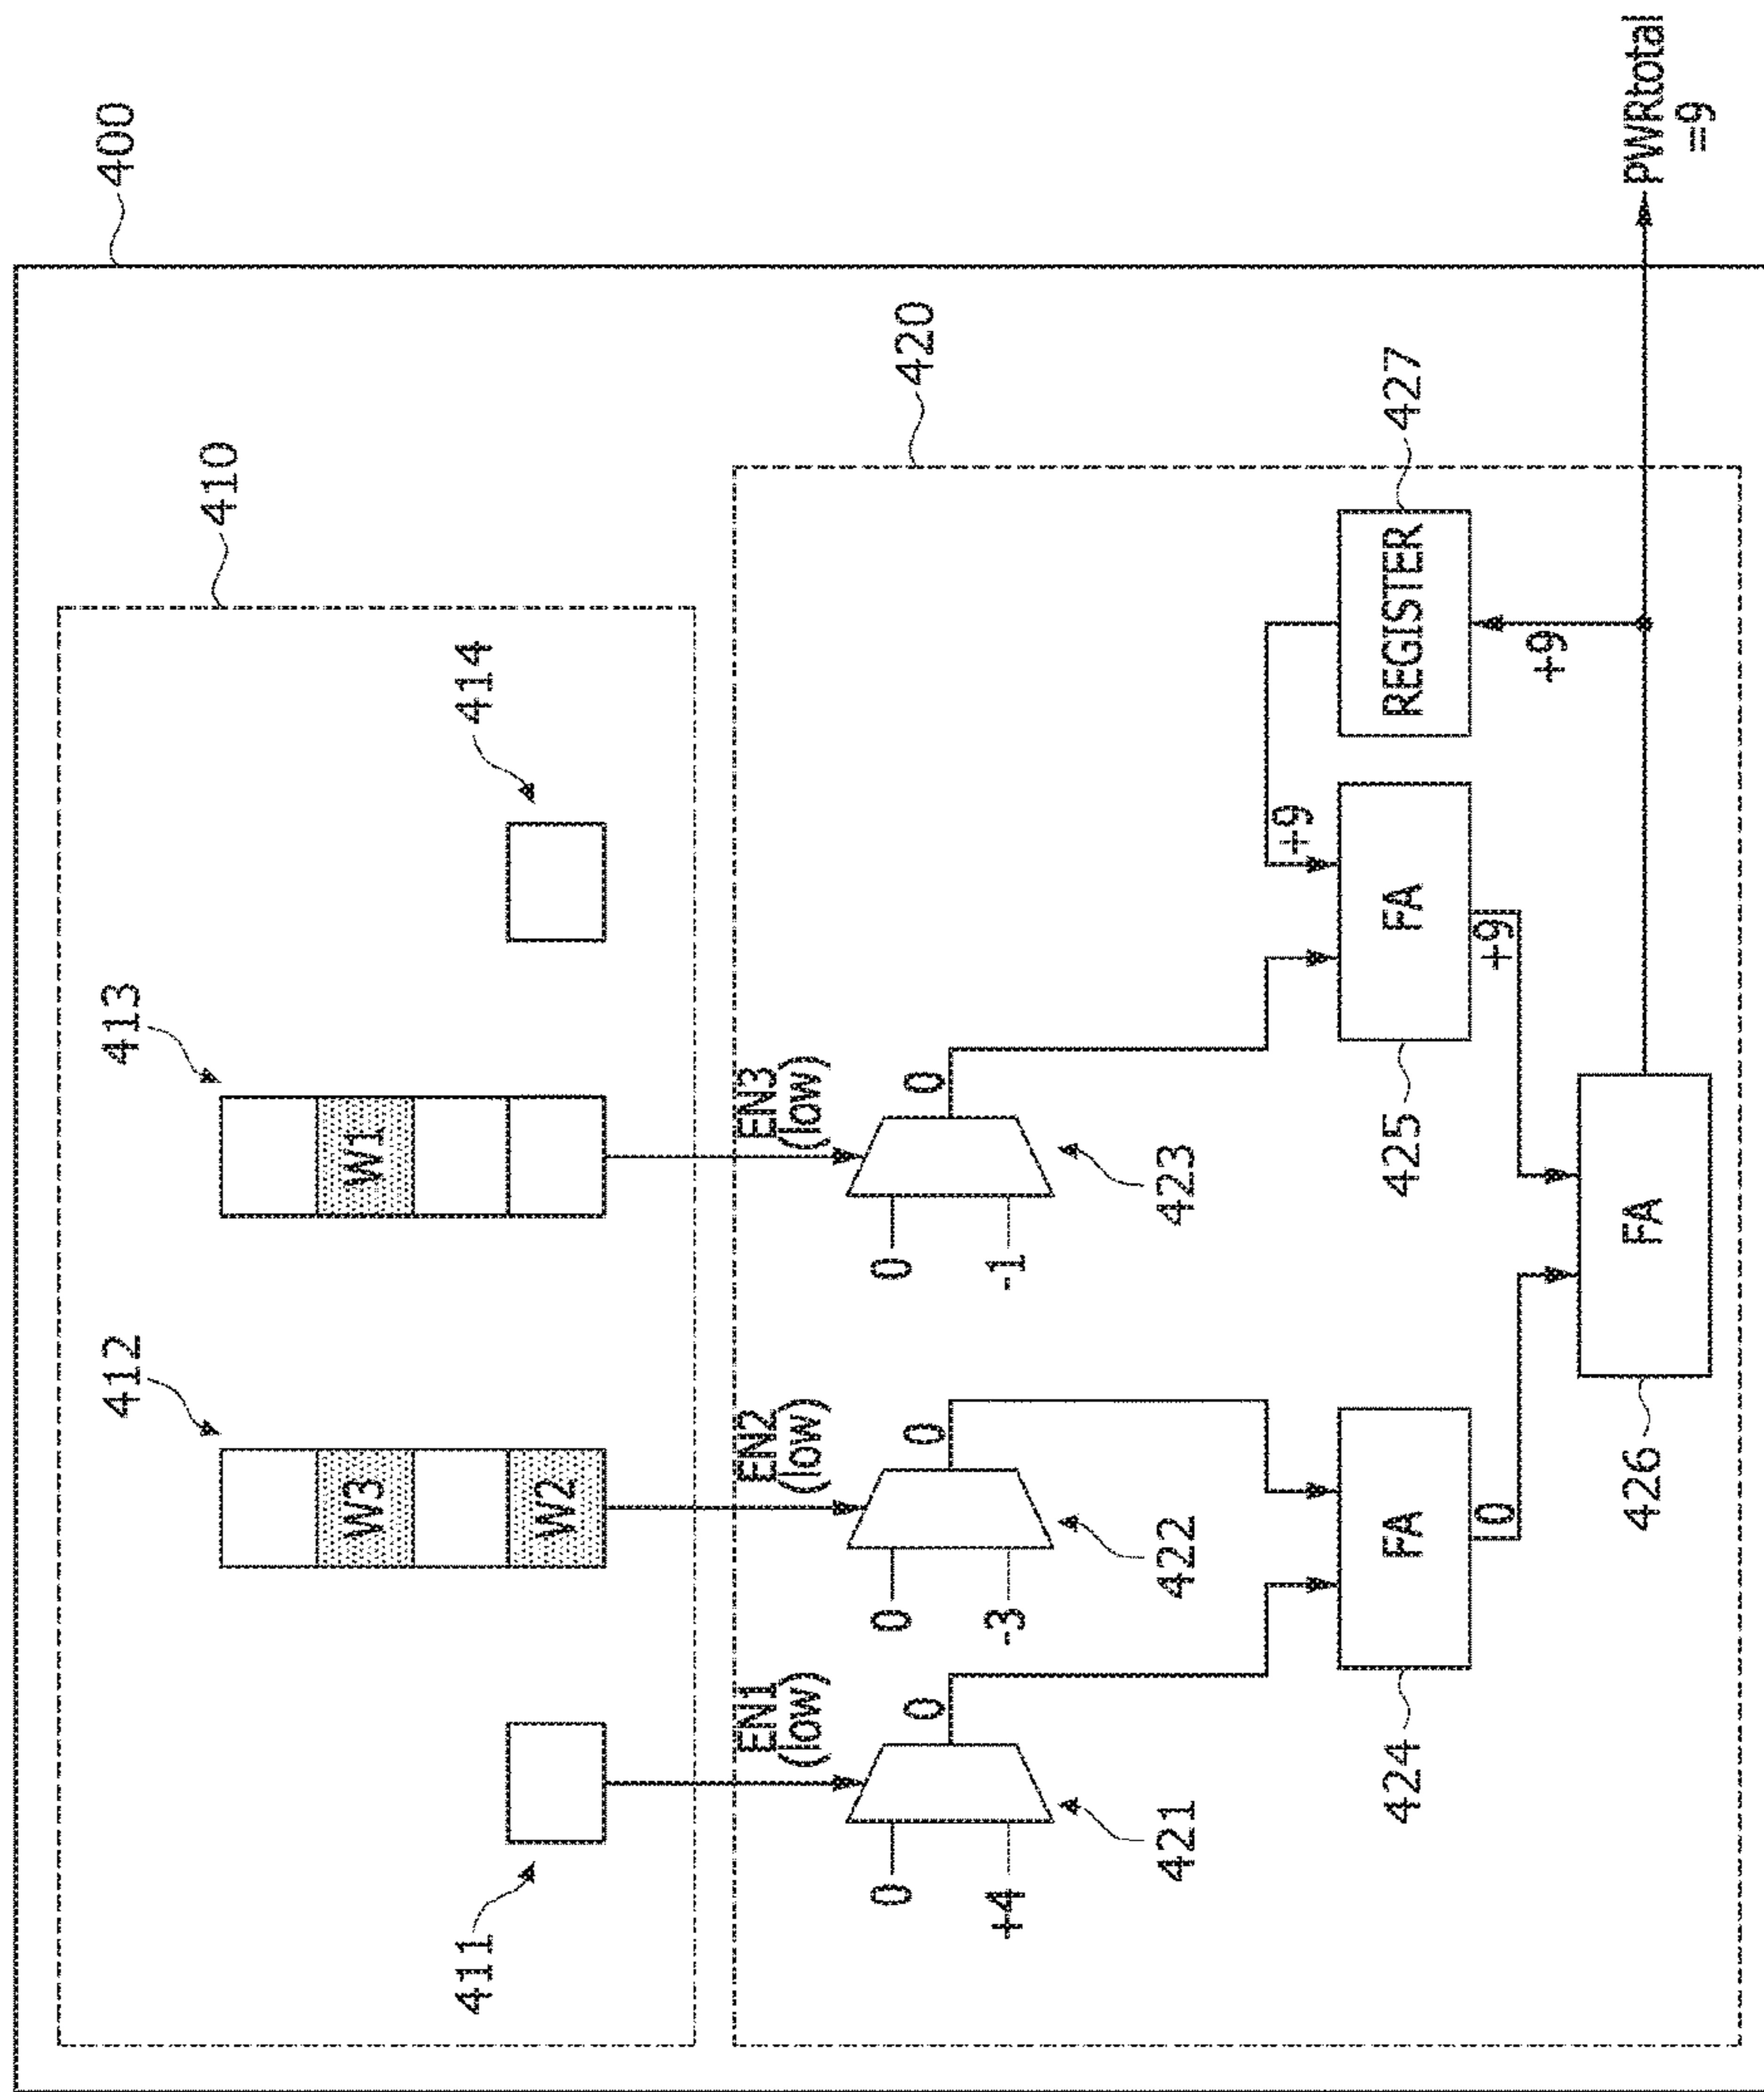 400
412
413
410
W3
W1
411
414
W2
EN1
(low)
EN2
(low)
EN3
(low)
420
0
0
0
0
0
0
+4
-3
-1
421
422
423
+9
424
FA
425
FA
REGISTER
427
0
+9
+9
426
FA
PWRtotal
=9